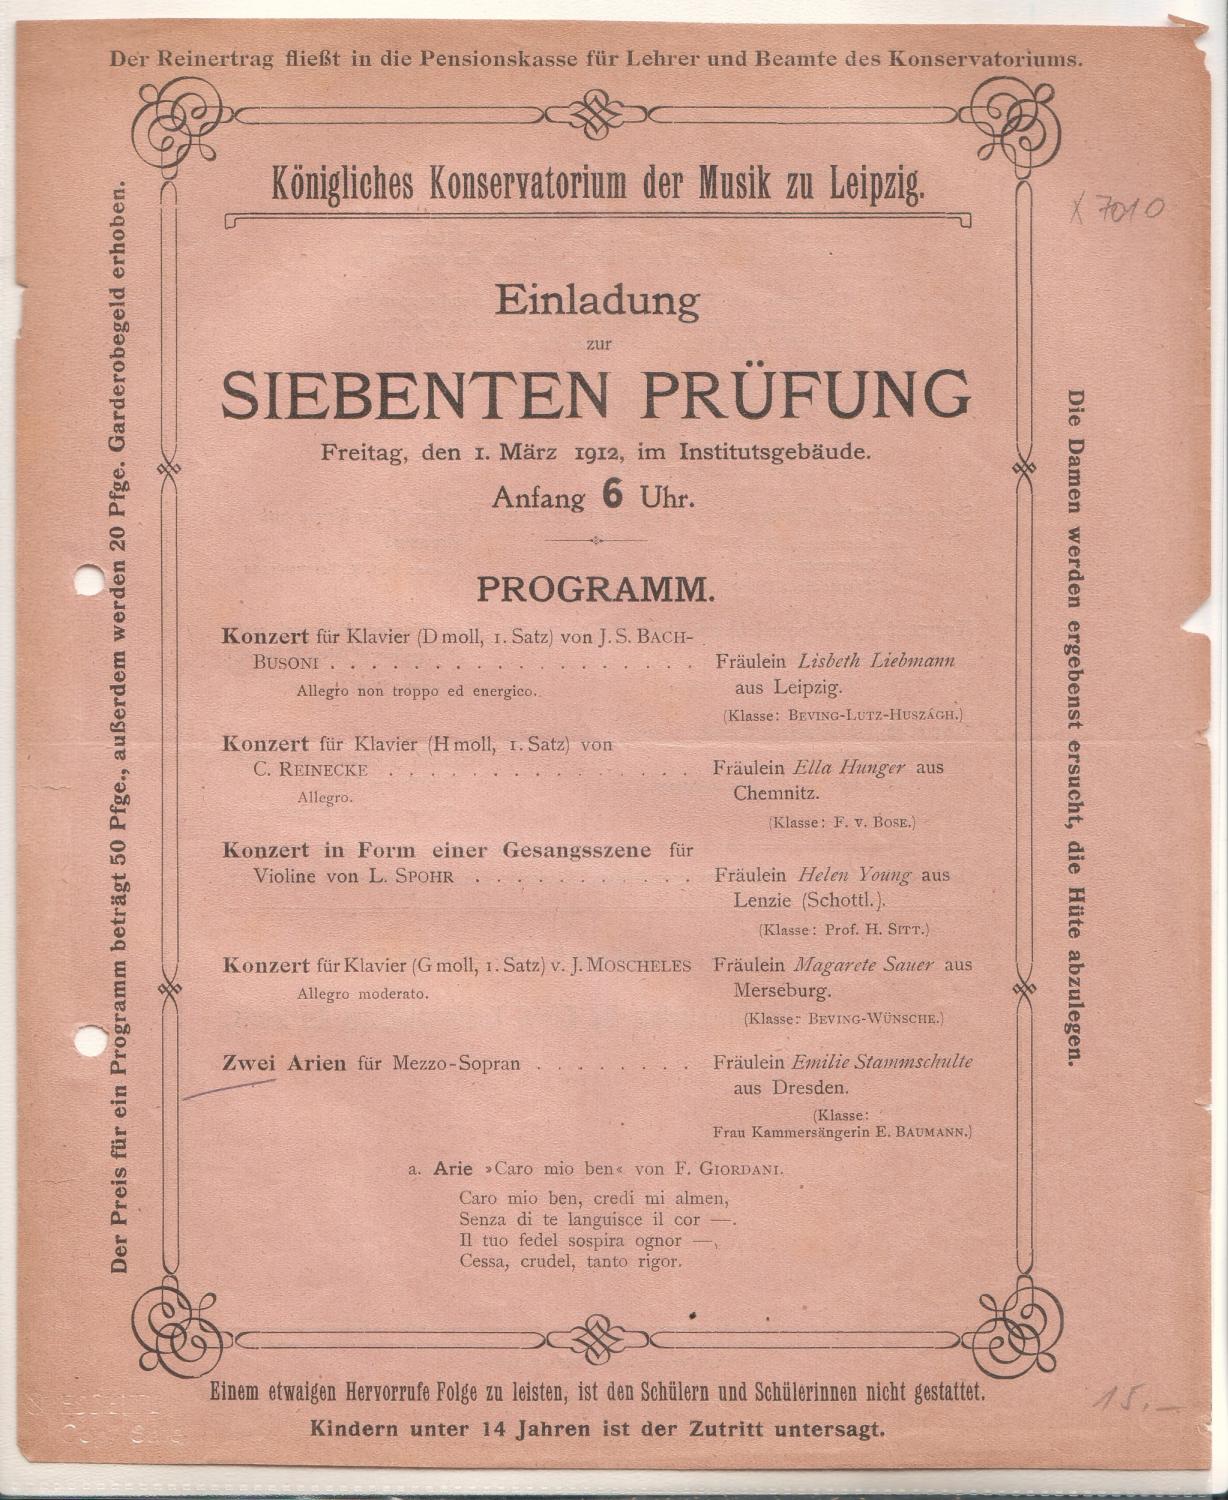 Der Reinertrag fließt in die Pensionskasse für Lehrer und Beamte des Konservatoriums.
Königliches Konservatorium der Musik zu Leipzig.
Einladung
zur
SIEBENTEN PRÜFUNG
Freitag, den 1. März 1912, im Institutsgebäude.
Anfang 6 Uhr.
PROGRAMM.
Konzert für Klavier (D moll, 1. Satz) von J. S. BACH-
BUSONI . . . . . . . . . . . . . . . . . . Fräulein Lisbeth Liebmann
Allegro non troppo ed energico.
aus Leipzig.
(Klasse: BEVING-LUTZ-HUSZÁGH.)
Konzert für Klavier (H moll, 1. Satz) von
C. REINECKE . . . . . . . . . . . . . . . . Fräulein Ella Hunger aus
Allegro.
Chemnitz.
(Klasse: F. v. BOSE.)
Konzert in Form einer Gesangsszene für
Violine von L. SPOHR . . . . . . . . . . . Fräulein Helen Young aus
Lenzie (Schottl.).
(Klasse: Prof. H. SITT.)
Konzert für Klavier (G moll, 1. Satz) v. J. MOSCHELES Fräulein Magarete Sauer aus
Allegro moderato.
Merseburg.
(Klasse: BEVING-WÜNSCHE.)
Zwei Arien für Mezzo-Sopran . . . . . . . . Fräulein Emilie Stammschulte
aus Dresden.
(Klasse:
Frau Kammersängerin E. BAUMANN.)
a. Arie »Caro mio ben« von F. GIORDANI.
Caro mio ben, credi mi almen,
Senza di te languisce il cor —.
Il tuo fedel sospira ognor —,
Cessa, crudel, tanto rigor.
Einem etwaigen Hervorrufe Folge zu leisten, ist den Schülern und Schülerinnen nicht gestattet.
Kindern unter 14 Jahren ist der Zutritt untersagt.
Der Preis für ein Programm beträgt 50 Pfge., außerdem werden 20 Pfge. Garderobegeld erhoben.
Die Damen werden ergebenst ersucht, die Hüte abzulegen.
X 7010
15.—